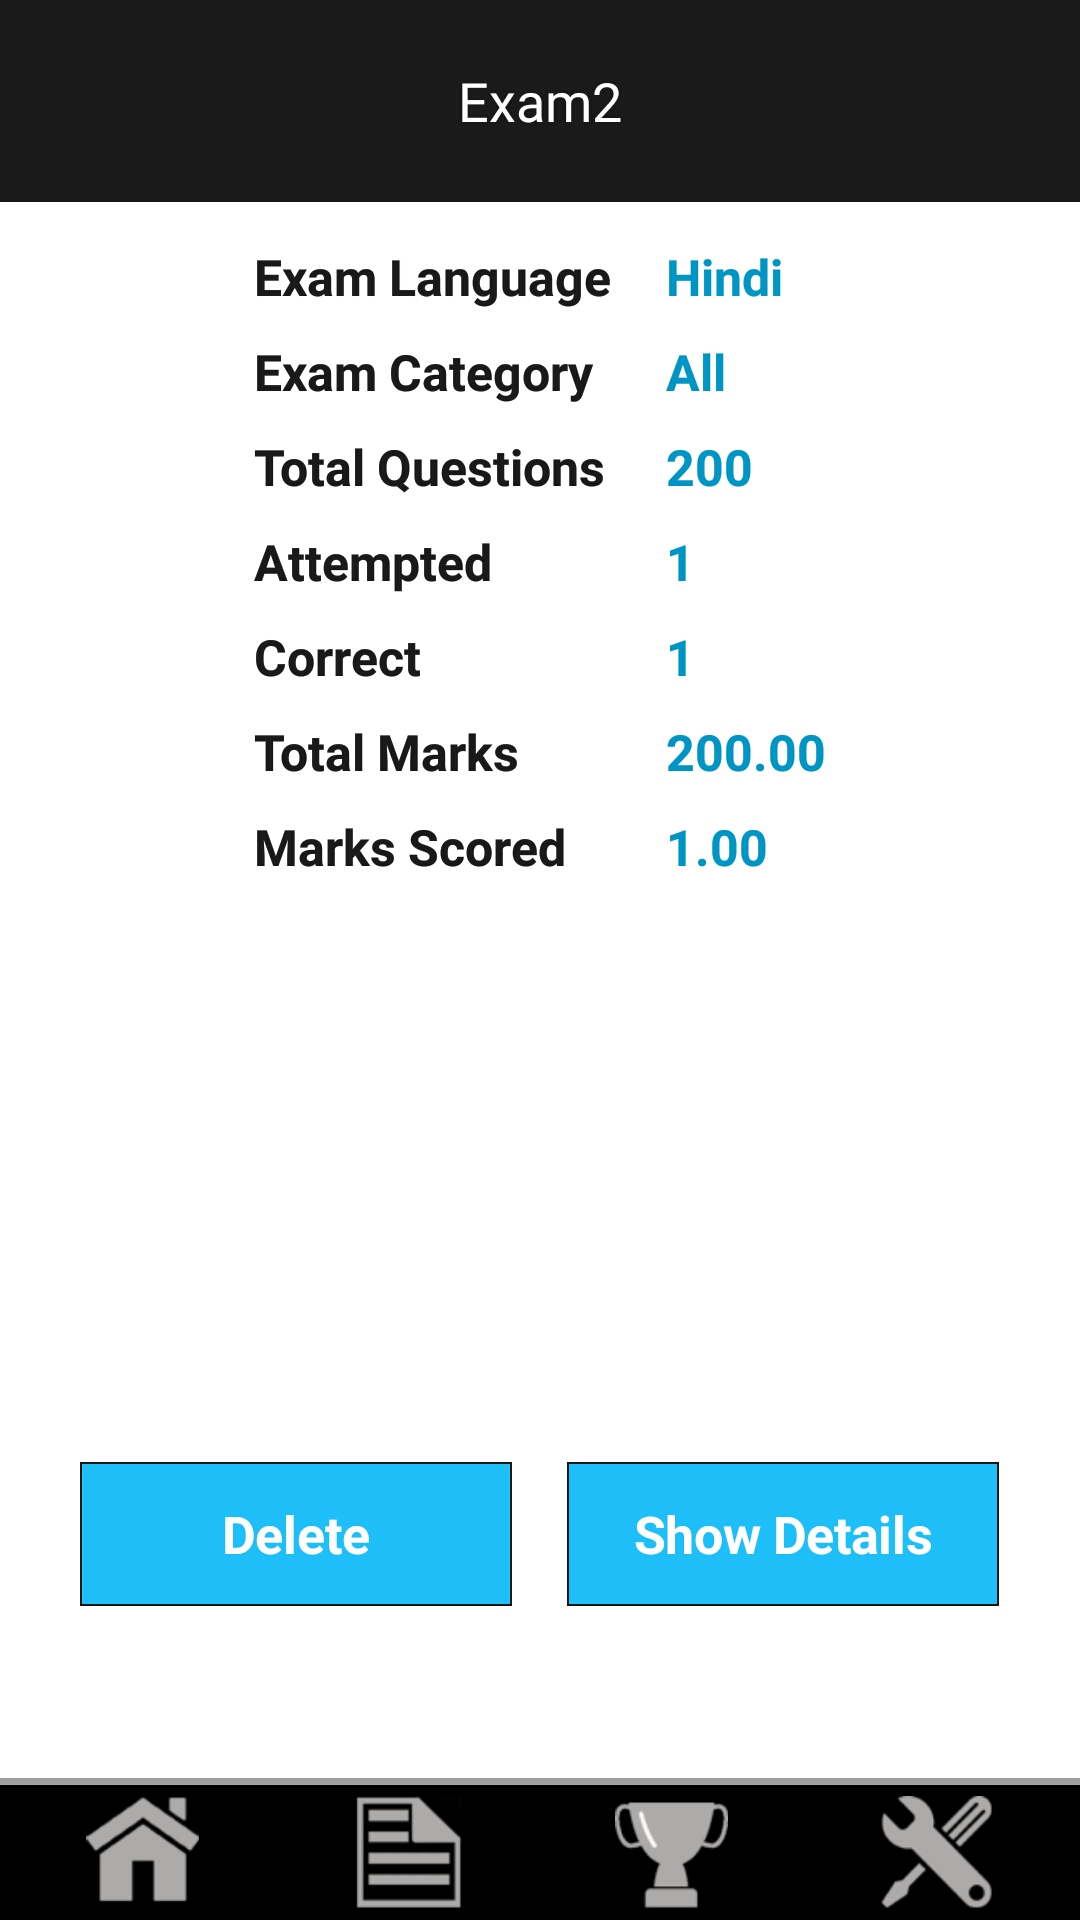 Exam2
Exam Language Hindi
Exam Category All
Total Questions 200
Attempted 1
Correct 1
Total Marks 200.00
Marks Scored 1.00
Delete Show Details